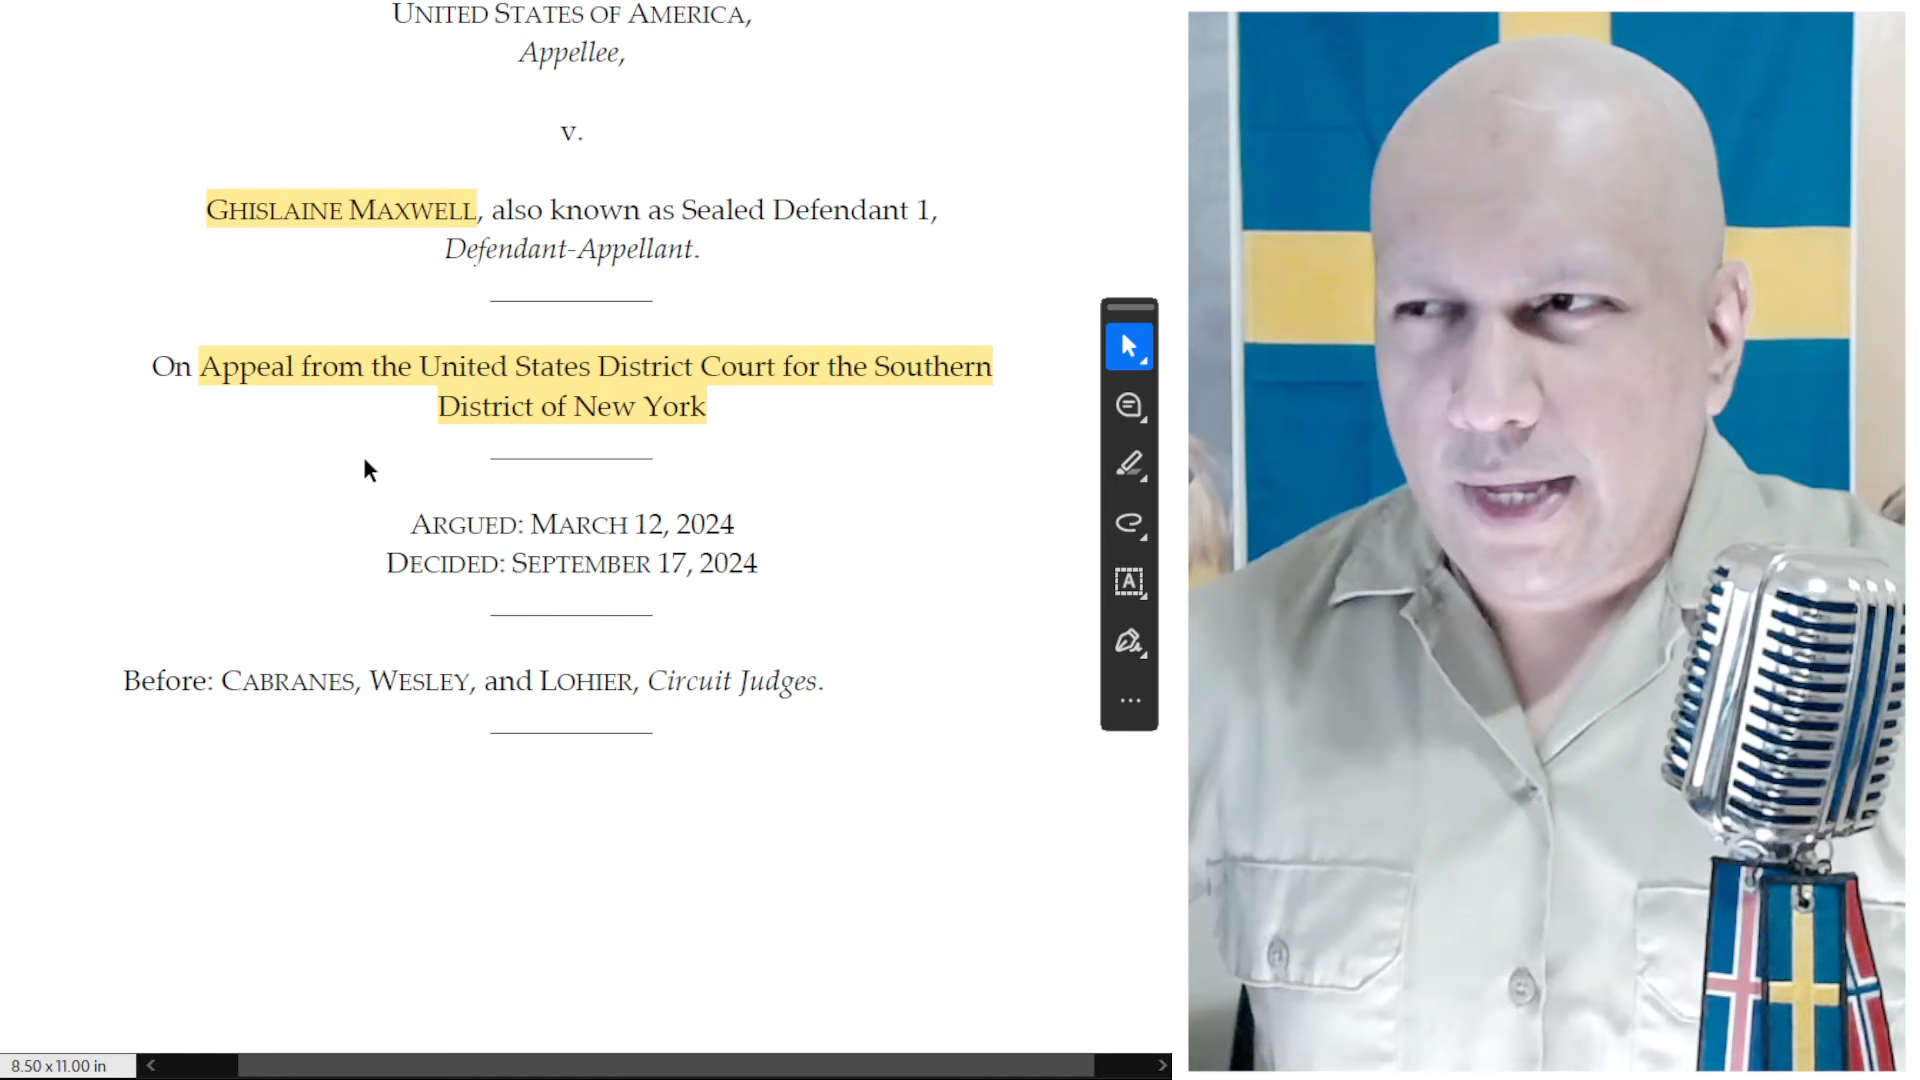 UNITED STATES OF AMERICA,
Appellee,
v.
GHISLAINE MAXWELL, also known as Sealed Defendant 1,
Defendant-Appellant.
On Appeal from the United States District Court for the Southern
District of New York
ARGUED: MARCH 12, 2024
DECIDED: SEPTEMBER 17, 2024
Before: CABRANES, WESLEY, and LOHIER, Circuit Judges.
8.50 x 11.00 in